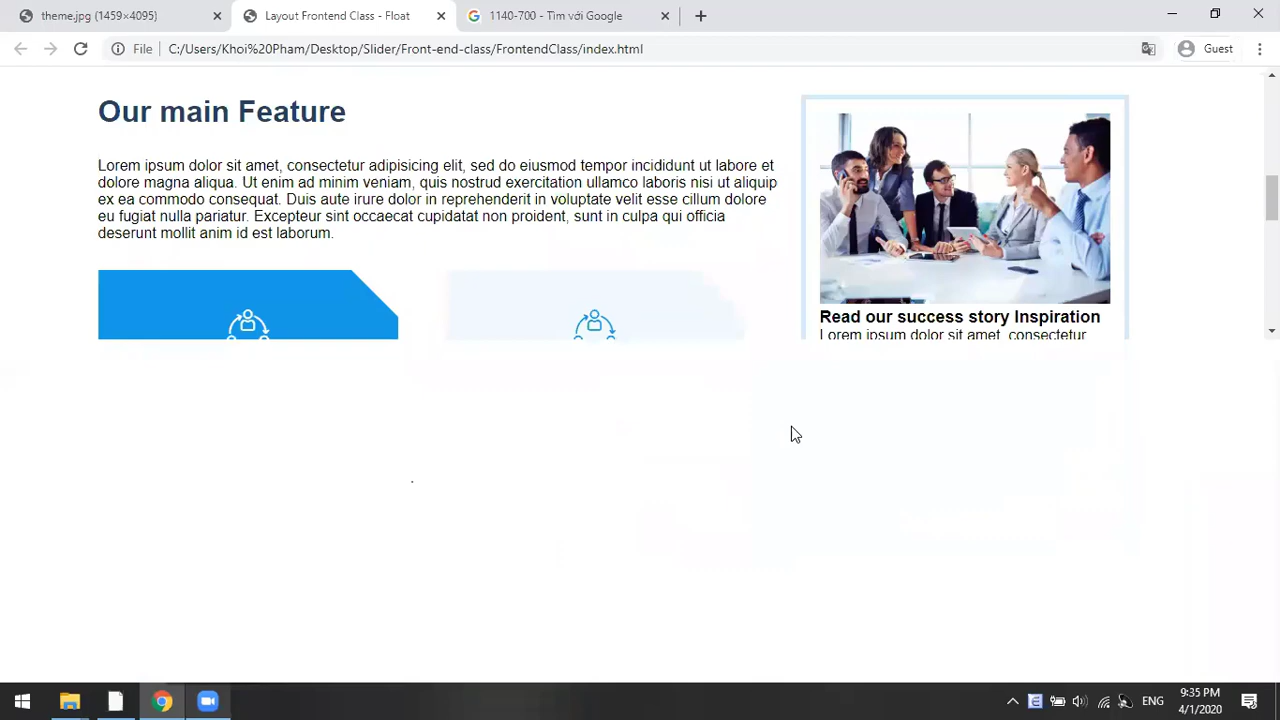 theme.jpg (1459×4095)
Layout Frontend Class - Float
1140-700 - Tìm với Google
File
C:/Users/Khoi%20Pham/Desktop/Slider/Front-end-class/FrontendClass/index.html
Guest
Our main Feature
Lorem ipsum dolor sit amet, consectetur adipisicing elit, sed do eiusmod tempor incididunt ut labore et
dolore magna aliqua. Ut enim ad minim veniam, quis nostrud exercitation ullamco laboris nisi ut aliquip
ex ea commodo consequat. Duis aute irure dolor in reprehenderit in voluptate velit esse cillum dolore
eu fugiat nulla pariatur. Excepteur sint occaecat cupidatat non proident, sunt in culpa qui officia
deserunt mollit anim id est laborum.
Read our success story Inspiration
Lorem ipsum dolor sit amet, consectetur
ENG
9:35 PM
4/1/2020